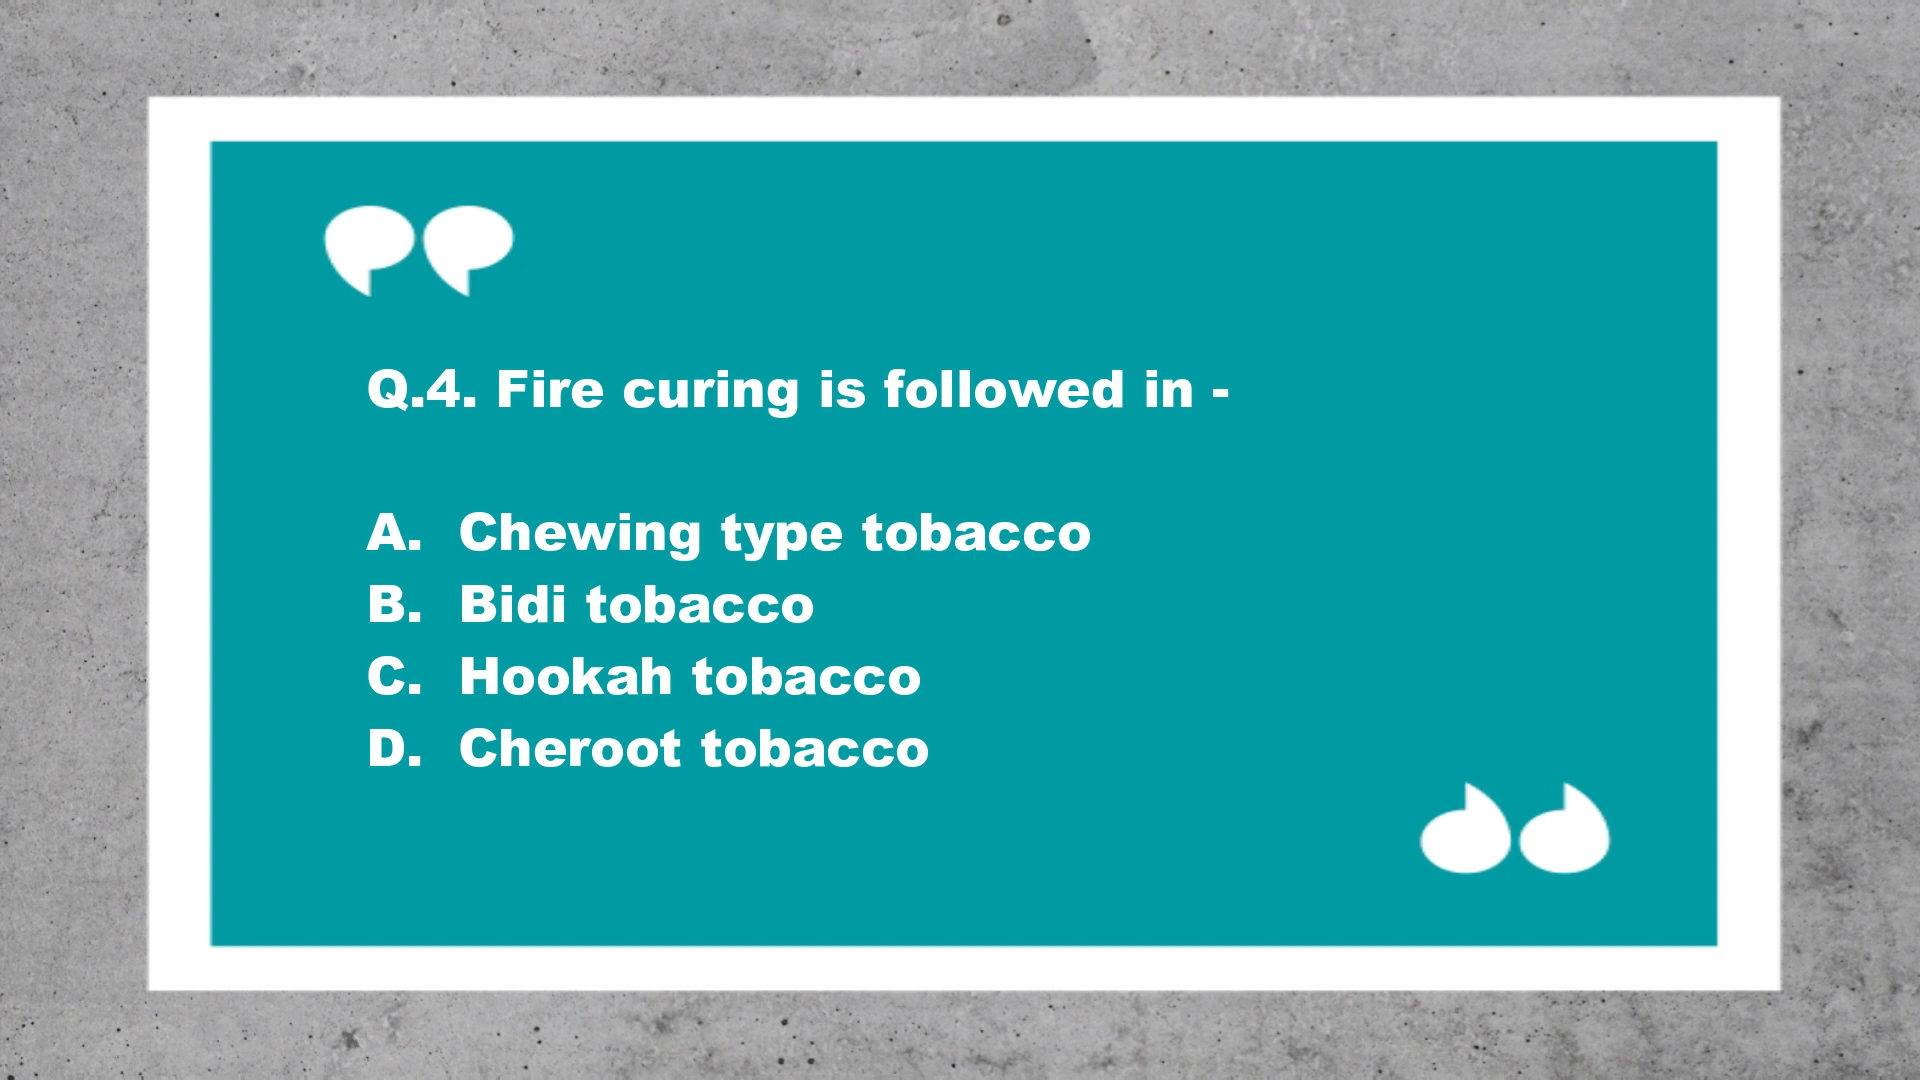 Q.4. Fire curing is followed in -
A. Chewing type tobacco
B. Bidi tobacco
C. Hookah tobacco
D. Cheroot tobacco